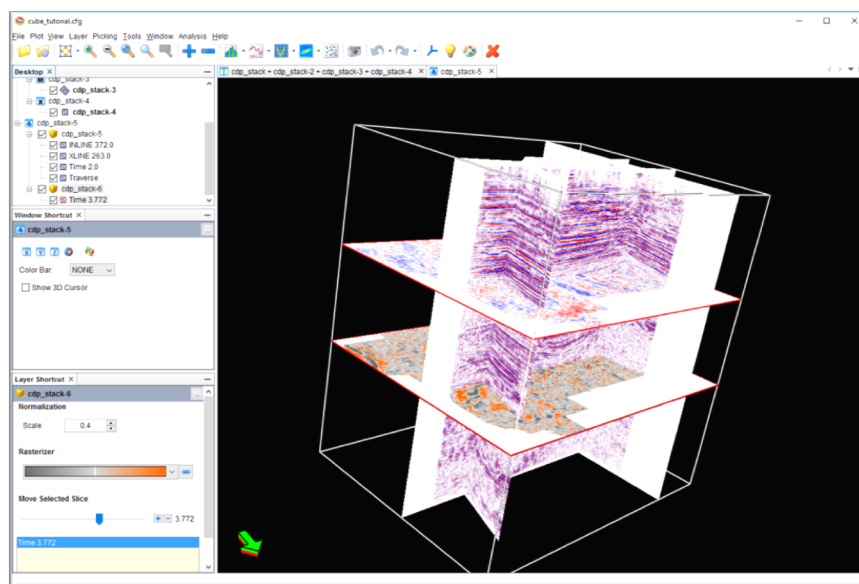 cube_tutorial.cfg
File Plot View Layer Picking Tools Window Analysis Help
Desktop
cdp_stack + cdp_stack-2 + cdp_stack-3 + cdp_stack-4
cdp_stack-5
cdp_stack-3
cdp_stack-3
cdp_stack-4
cdp_stack-4
cdp_stack-5
cdp_stack-5
INLINE 372.0
XLINE 263.0
Time 2.0
Traverse
cdp_stack-6
Time 3.772
Window Shortcut
cdp_stack-5
X Y Z
Color Bar: NONE
Show 3D Cursor
Layer Shortcut
cdp_stack-6
Normalization
Scale 0.4
Rasterizer
Move Selected Slice
3.772
Time 3.772